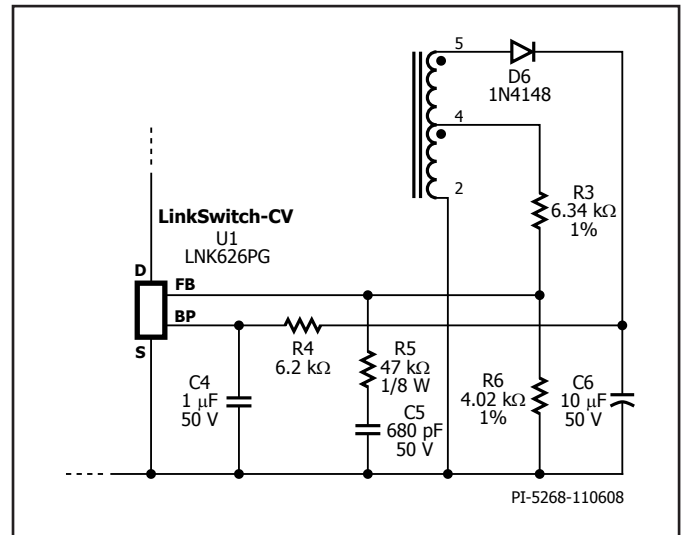 5
D6
1N4148
4
2
R3
6.34 kΩ
1%
LinkSwitch-CV
U1
LNK626PG
D
FB
BP
S
R4
6.2 kΩ
R5
47 kΩ
1/8 W
C4
1 μF
50 V
C5
680 pF
50 V
R6
4.02 kΩ
1%
C6
10 μF
50 V
PI-5268-110608